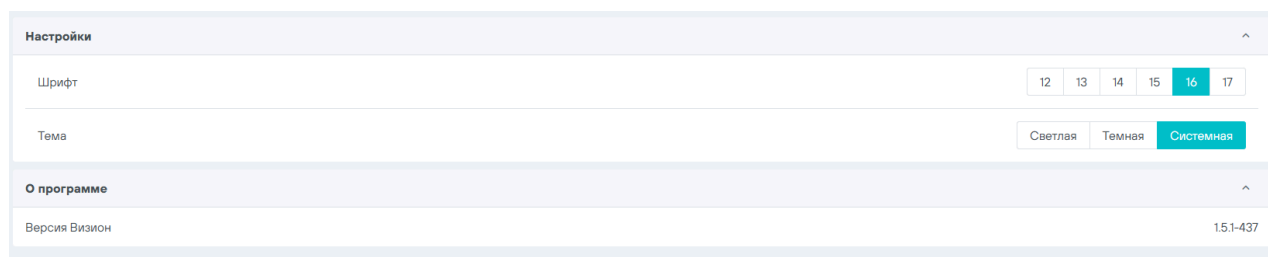 Настройки
Шрифт 12 13 14 15 16 17
Тема Светлая Темная Системная
О программе
Версия Визион 1.5.1-437